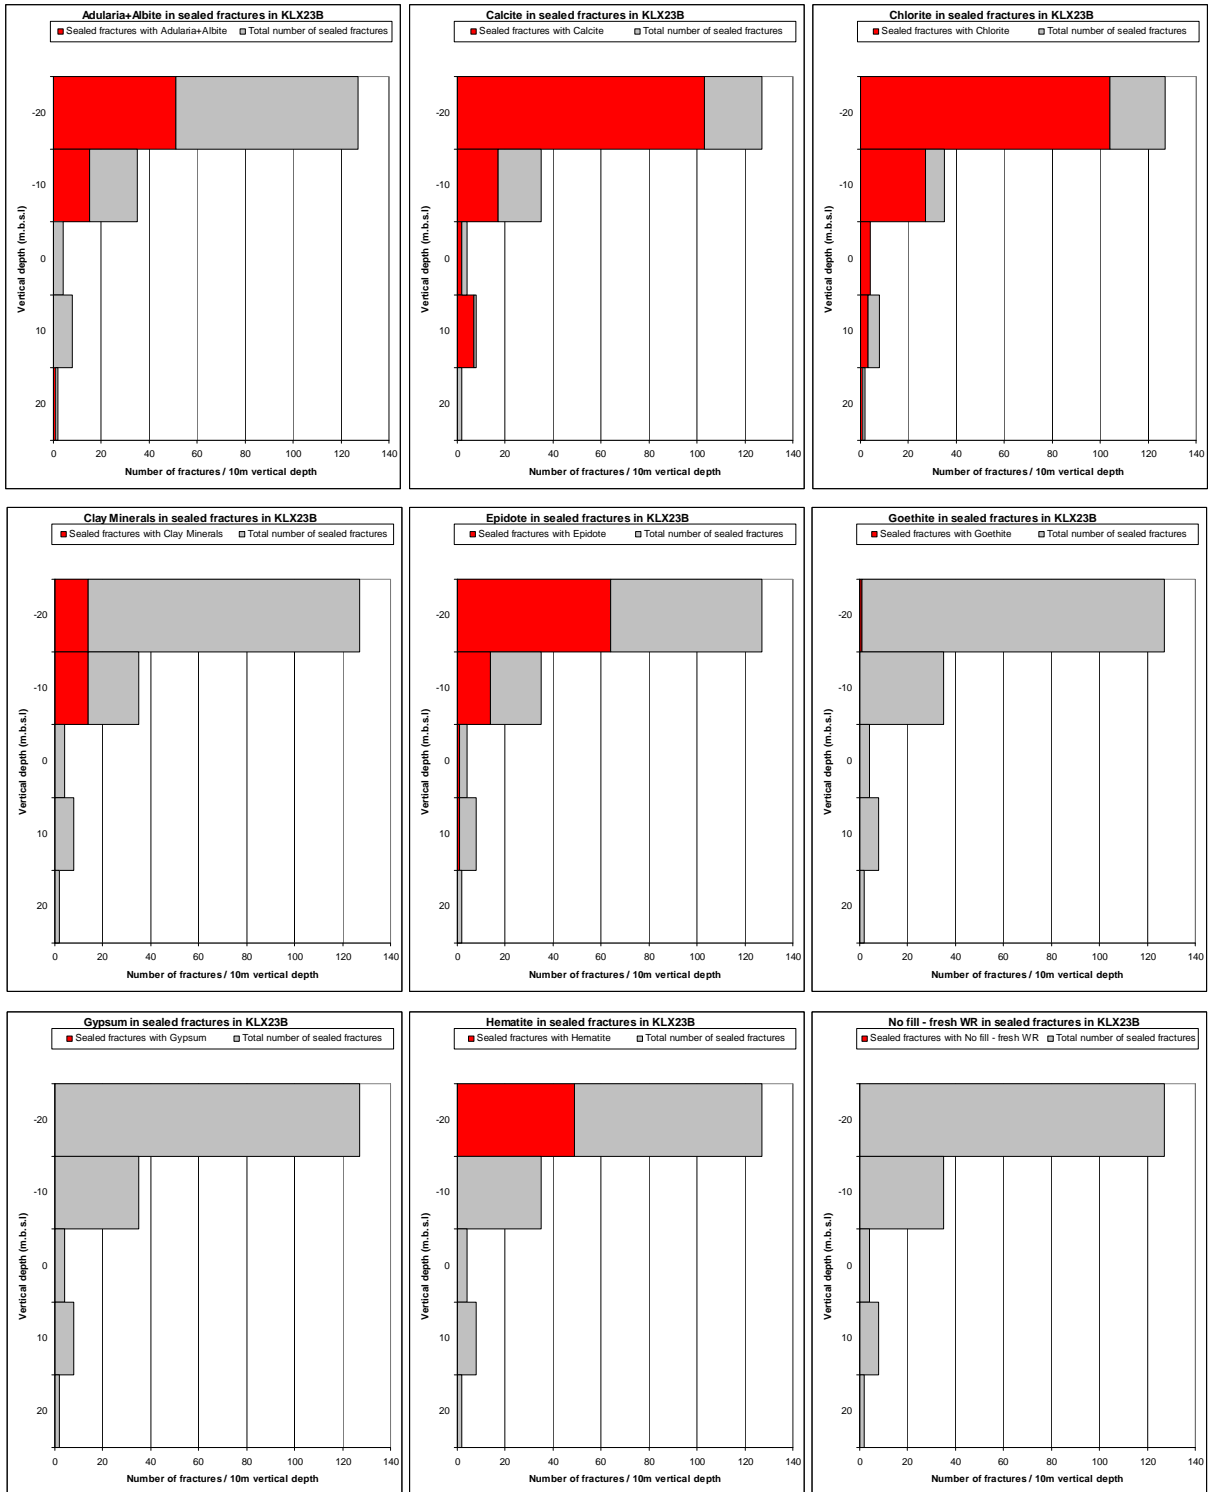 Adularia+Albite in sealed fractures in KLX23B
Sealed fractures with Adularia+Albite Total number of sealed fractures
Vertical depth (m.b.s.l)
-20
-10
0
10
20
0 20 40 60 80 100 120 140
Number of fractures / 10m vertical depth
Calcite in sealed fractures in KLX23B
Sealed fractures with Calcite Total number of sealed fractures
Vertical depth (m.b.s.l)
-20
-10
0
10
20
0 20 40 60 80 100 120 140
Number of fractures / 10m vertical depth
Chlorite in sealed fractures in KLX23B
Sealed fractures with Chlorite Total number of sealed fractures
Vertical depth (m.b.s.l)
-20
-10
0
10
20
0 20 40 60 80 100 120 140
Number of fractures / 10m vertical depth
Clay Minerals in sealed fractures in KLX23B
Sealed fractures with Clay Minerals Total number of sealed fractures
Vertical depth (m.b.s.l)
-20
-10
0
10
20
0 20 40 60 80 100 120 140
Number of fractures / 10m vertical depth
Epidote in sealed fractures in KLX23B
Sealed fractures with Epidote Total number of sealed fractures
Vertical depth (m.b.s.l)
-20
-10
0
10
20
0 20 40 60 80 100 120 140
Number of fractures / 10m vertical depth
Goethite in sealed fractures in KLX23B
Sealed fractures with Goethite Total number of sealed fractures
Vertical depth (m.b.s.l)
-20
-10
0
10
20
0 20 40 60 80 100 120 140
Number of fractures / 10m vertical depth
Gypsum in sealed fractures in KLX23B
Sealed fractures with Gypsum Total number of sealed fractures
Vertical depth (m.b.s.l)
-20
-10
0
10
20
0 20 40 60 80 100 120 140
Number of fractures / 10m vertical depth
Hematite in sealed fractures in KLX23B
Sealed fractures with Hematite Total number of sealed fractures
Vertical depth (m.b.s.l)
-20
-10
0
10
20
0 20 40 60 80 100 120 140
Number of fractures / 10m vertical depth
No fill - fresh WR in sealed fractures in KLX23B
Sealed fractures with No fill - fresh WR Total number of sealed fractures
Vertical depth (m.b.s.l)
-20
-10
0
10
20
0 20 40 60 80 100 120 140
Number of fractures / 10m vertical depth